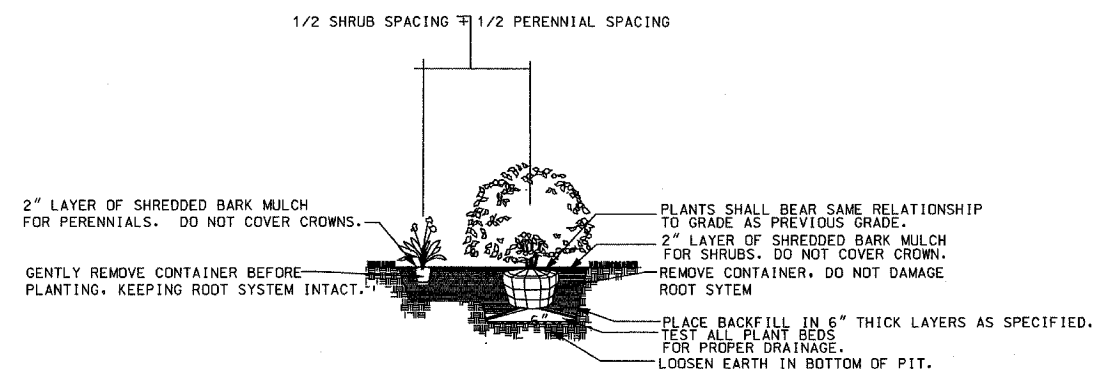 1/2 SHRUB SPACING + 1/2 PERENNIAL SPACING
2" LAYER OF SHREDDED BARK MULCH
FOR PERENNIALS. DO NOT COVER CROWNS.
GENTLY REMOVE CONTAINER BEFORE
PLANTING, KEEPING ROOT SYSTEM INTACT.
PLANTS SHALL BEAR SAME RELATIONSHIP
TO GRADE AS PREVIOUS GRADE.
2" LAYER OF SHREDDED BARK MULCH
FOR SHRUBS. DO NOT COVER CROWN.
REMOVE CONTAINER, DO NOT DAMAGE
ROOT SYTEM
6"
PLACE BACKFILL IN 6" THICK LAYERS AS SPECIFIED.
TEST ALL PLANT BEDS
FOR PROPER DRAINAGE.
LOOSEN EARTH IN BOTTOM OF PIT.